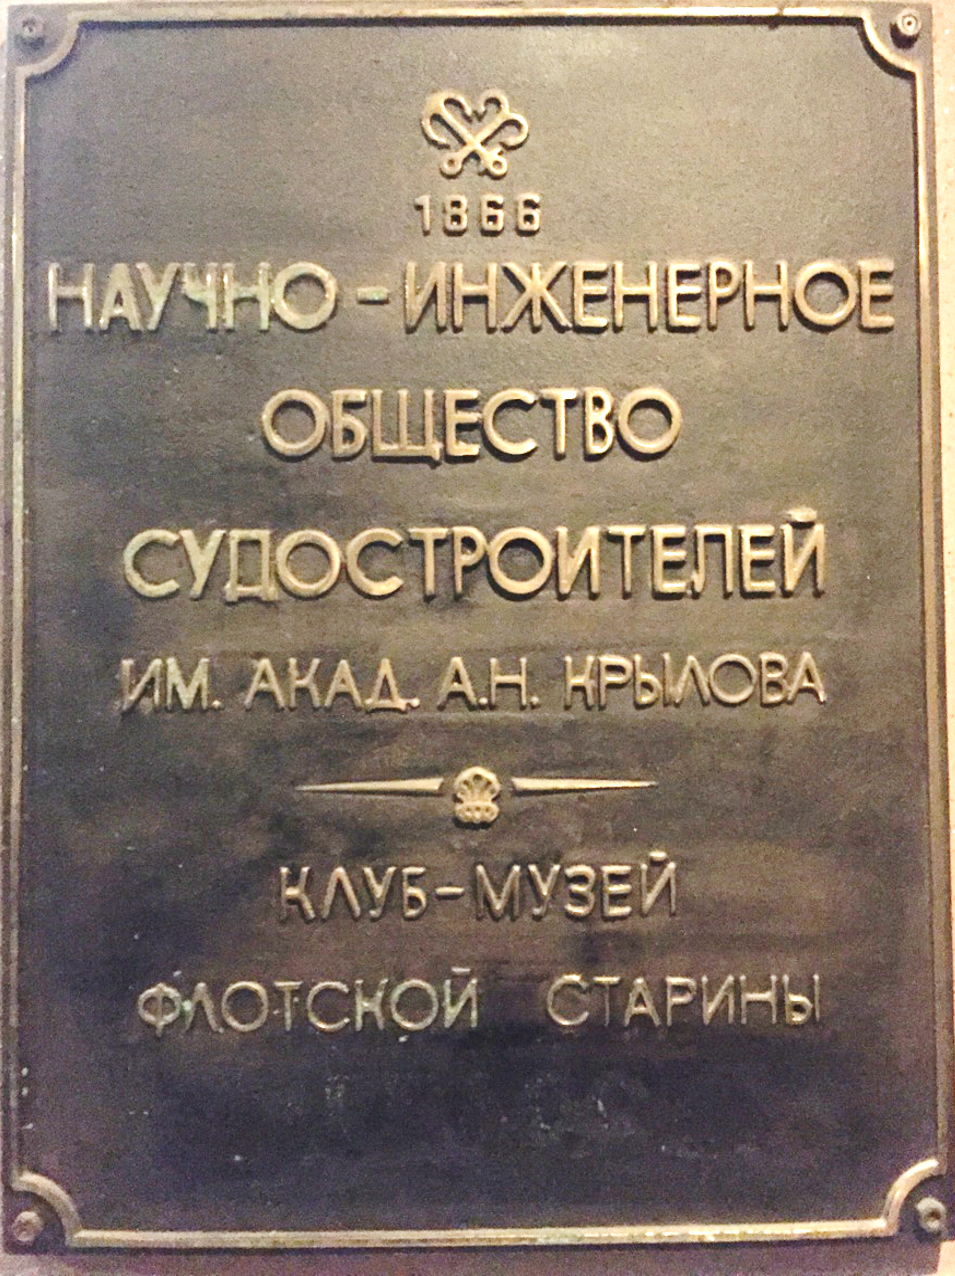 1866
НАУЧНО-ИНЖЕНЕРНОЕ
ОБЩЕСТВО
СУДОСТРОИТЕЛЕЙ
ИМ. АКАД. А.Н. КРЫЛОВА
КЛУБ-МУЗЕЙ
ФЛОТСКОЙ СТАРИНЫ